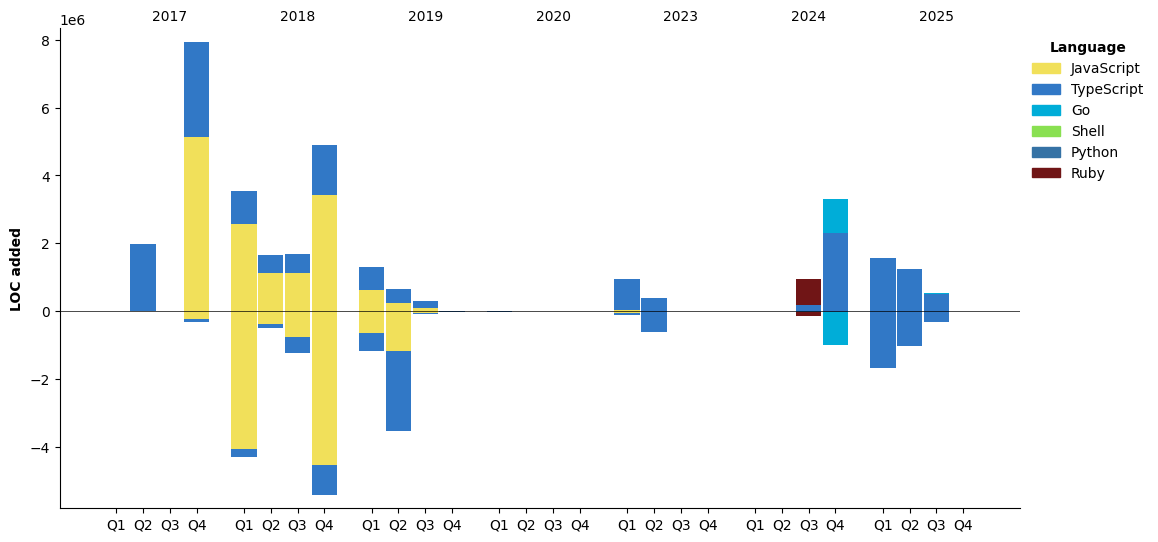 2017 2018 2019 2020 2023 2024 2025
1e6
Language
JavaScript
TypeScript
Go
Shell
Python
Ruby
LOC added
8
6
4
2
0
−2
−4
Q1 Q2 Q3 Q4 Q1 Q2 Q3 Q4 Q1 Q2 Q3 Q4 Q1 Q2 Q3 Q4 Q1 Q2 Q3 Q4 Q1 Q2 Q3 Q4 Q1 Q2 Q3 Q4